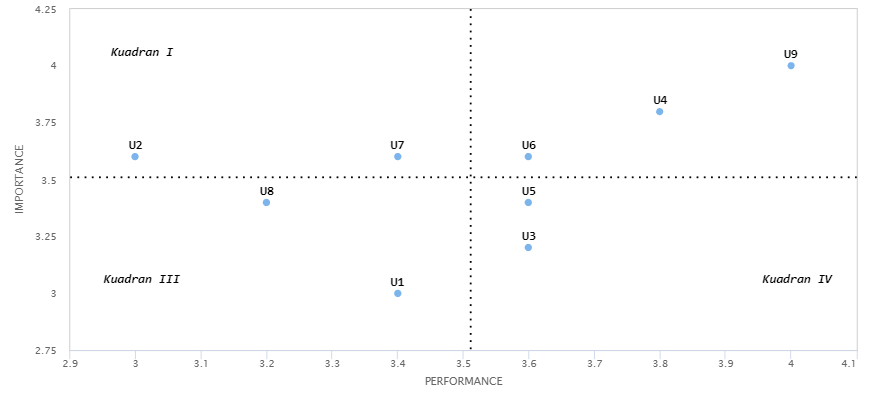 4.25
Kuadran I
U9
4
U4
3.75
U2
U7
U6
3.5
U8
U5
IMPORTANCE
3.25
U3
Kuadran III
Kuadran IV
U1
3
2.75
2.9 3 3.1 3.2 3.3 3.4 3.5 3.6 3.7 3.8 3.9 4 4.1
PERFORMANCE